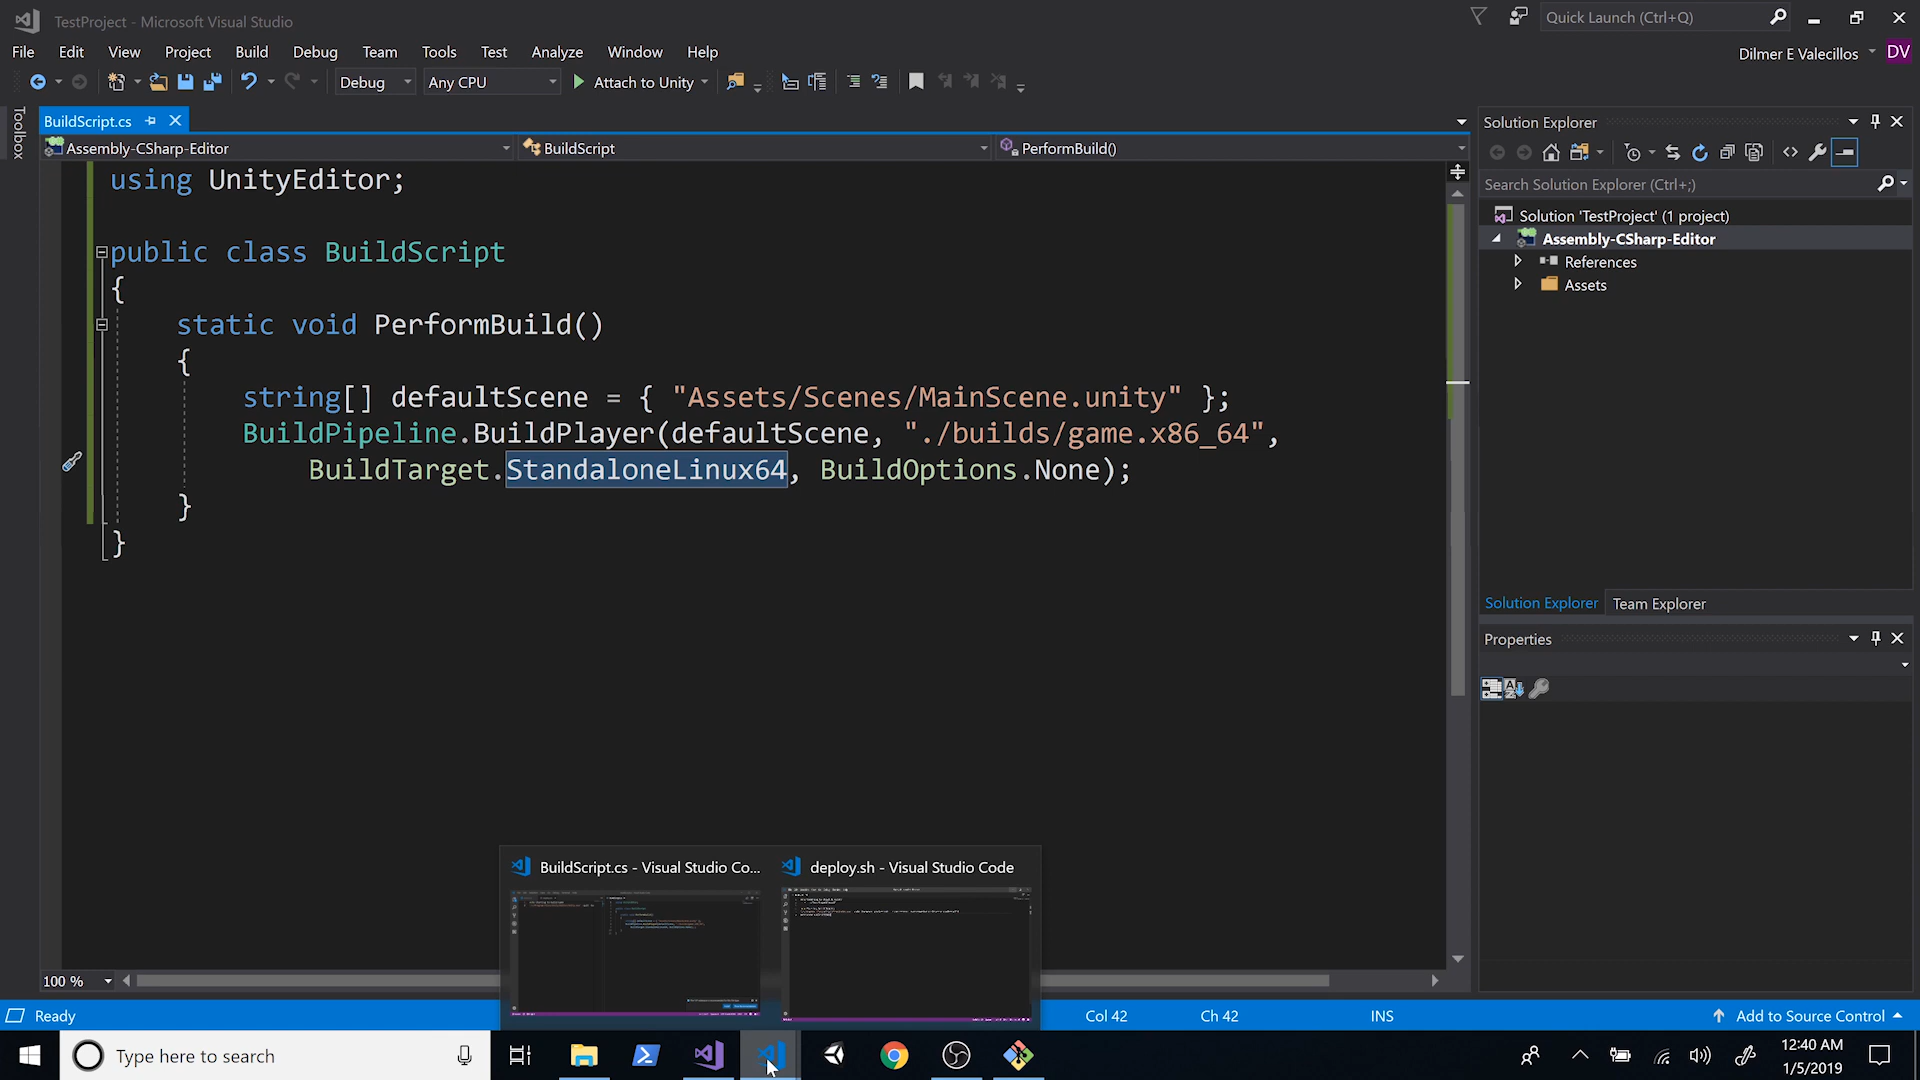 TestProject - Microsoft Visual Studio
Quick Launch (Ctrl+Q)
File Edit View Project Build Debug Team Tools Test Analyze Window Help
Dilmer E Valecillos DV
Debug Any CPU Attach to Unity
Toolbox
BuildScript.cs
Assembly-CSharp-Editor BuildScript PerformBuild()
using UnityEditor;
public class BuildScript
{
static void PerformBuild()
{
string[] defaultScene = { "Assets/Scenes/MainScene.unity" };
BuildPipeline.BuildPlayer(defaultScene, "./builds/game.x86_64",
BuildTarget.StandaloneLinux64, BuildOptions.None);
}
}
Solution Explorer
Search Solution Explorer (Ctrl+;)
Solution 'TestProject' (1 project)
Assembly-CSharp-Editor
References
Assets
Solution Explorer Team Explorer
Properties
BuildScript.cs - Visual Studio Co...
deploy.sh - Visual Studio Code
100 %
Ready Col 42 Ch 42 INS Add to Source Control
Type here to search
12:40 AM
1/5/2019